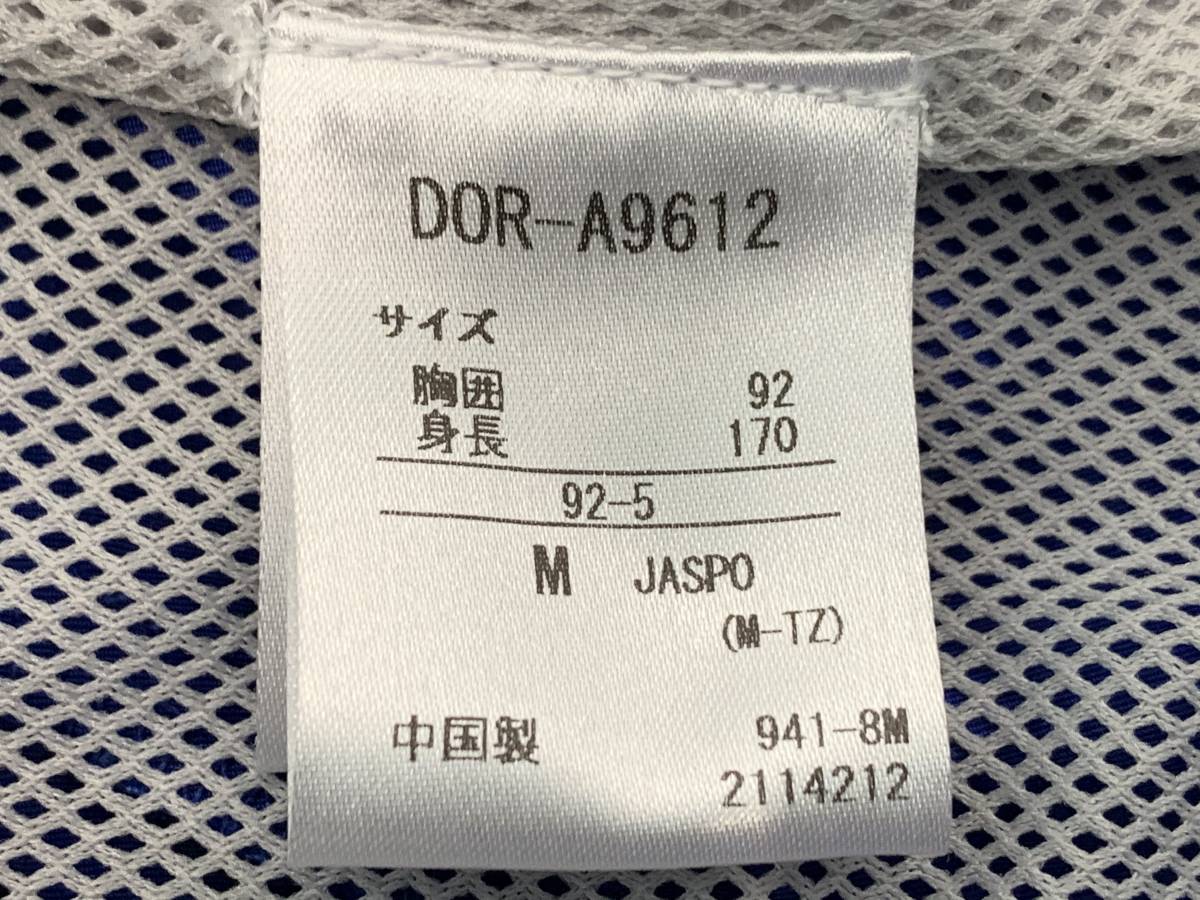 DOR-A9612
サイズ
胸囲 92
身長 170
92-5
M JASPO
(M-TZ)
中国製 941-8M
2114212